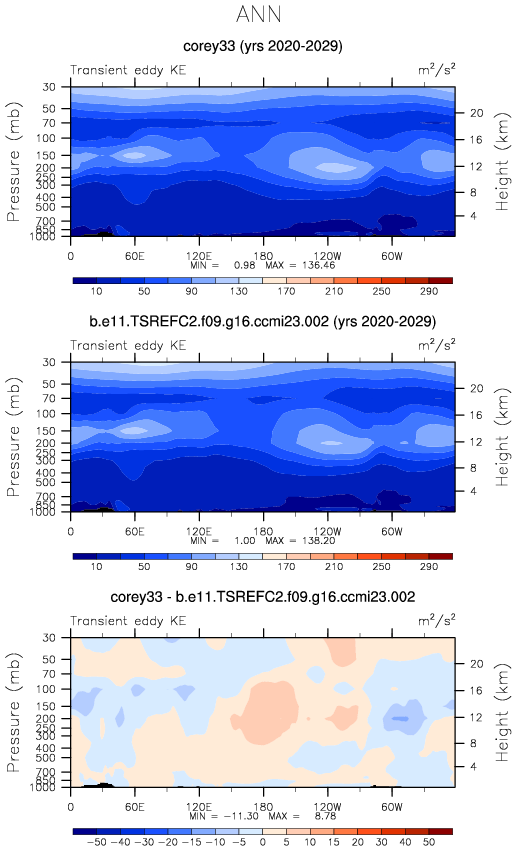 ANN
corey33 (yrs 2020-2029)
Transient eddy KE m²/s²
Pressure (mb)
30
50
70
100
150
200
250
300
400
500
700
850
1000
20
16
12
8
4
Height (km)
0 60E 120E 180 120W 60W
MIN = 0.98 MAX = 136.46
10 50 90 130 170 210 250 290
b.e11.TSREFC2.f09.g16.ccmi23.002 (yrs 2020-2029)
Transient eddy KE m²/s²
Pressure (mb)
30
50
70
100
150
200
250
300
400
500
700
850
1000
20
16
12
8
4
Height (km)
0 60E 120E 180 120W 60W
MIN = 1.00 MAX = 138.20
10 50 90 130 170 210 250 290
corey33 - b.e11.TSREFC2.f09.g16.ccmi23.002
Transient eddy KE m²/s²
Pressure (mb)
30
50
70
100
150
200
250
300
400
500
700
850
1000
20
16
12
8
4
Height (km)
0 60E 120E 180 120W 60W
MIN = -11.30 MAX = 8.78
-50 -40 -30 -20 -15 -10 -5 0 5 10 15 20 30 40 50